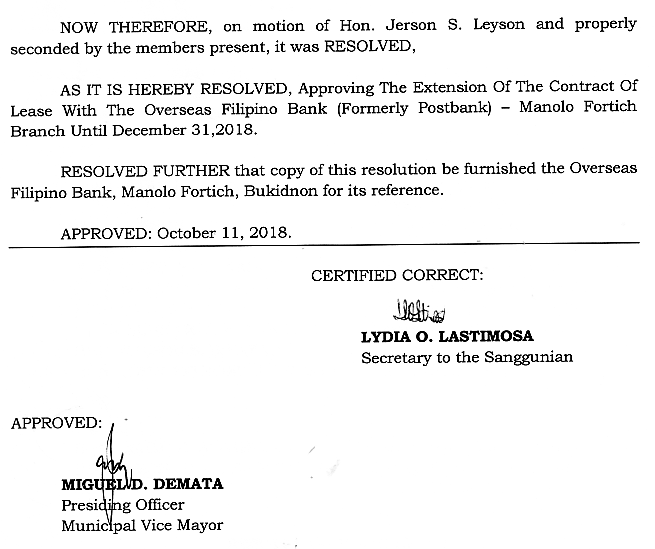 NOW THEREFORE, on motion of Hon. Jerson S. Leyson and properly
seconded by the members present, it was RESOLVED,
AS IT IS HEREBY RESOLVED, Approving The Extension Of The Contract Of
Lease With The Overseas Filipino Bank (Formerly Postbank) – Manolo Fortich
Branch Until December 31,2018.
RESOLVED FURTHER that copy of this resolution be furnished the Overseas
Filipino Bank, Manolo Fortich, Bukidnon for its reference.
APPROVED: October 11, 2018.
CERTIFIED CORRECT:
LYDIA O. LASTIMOSA
Secretary to the Sanggunian
APPROVED:
MIGUEL D. DEMATA
Presiding Officer
Municipal Vice Mayor